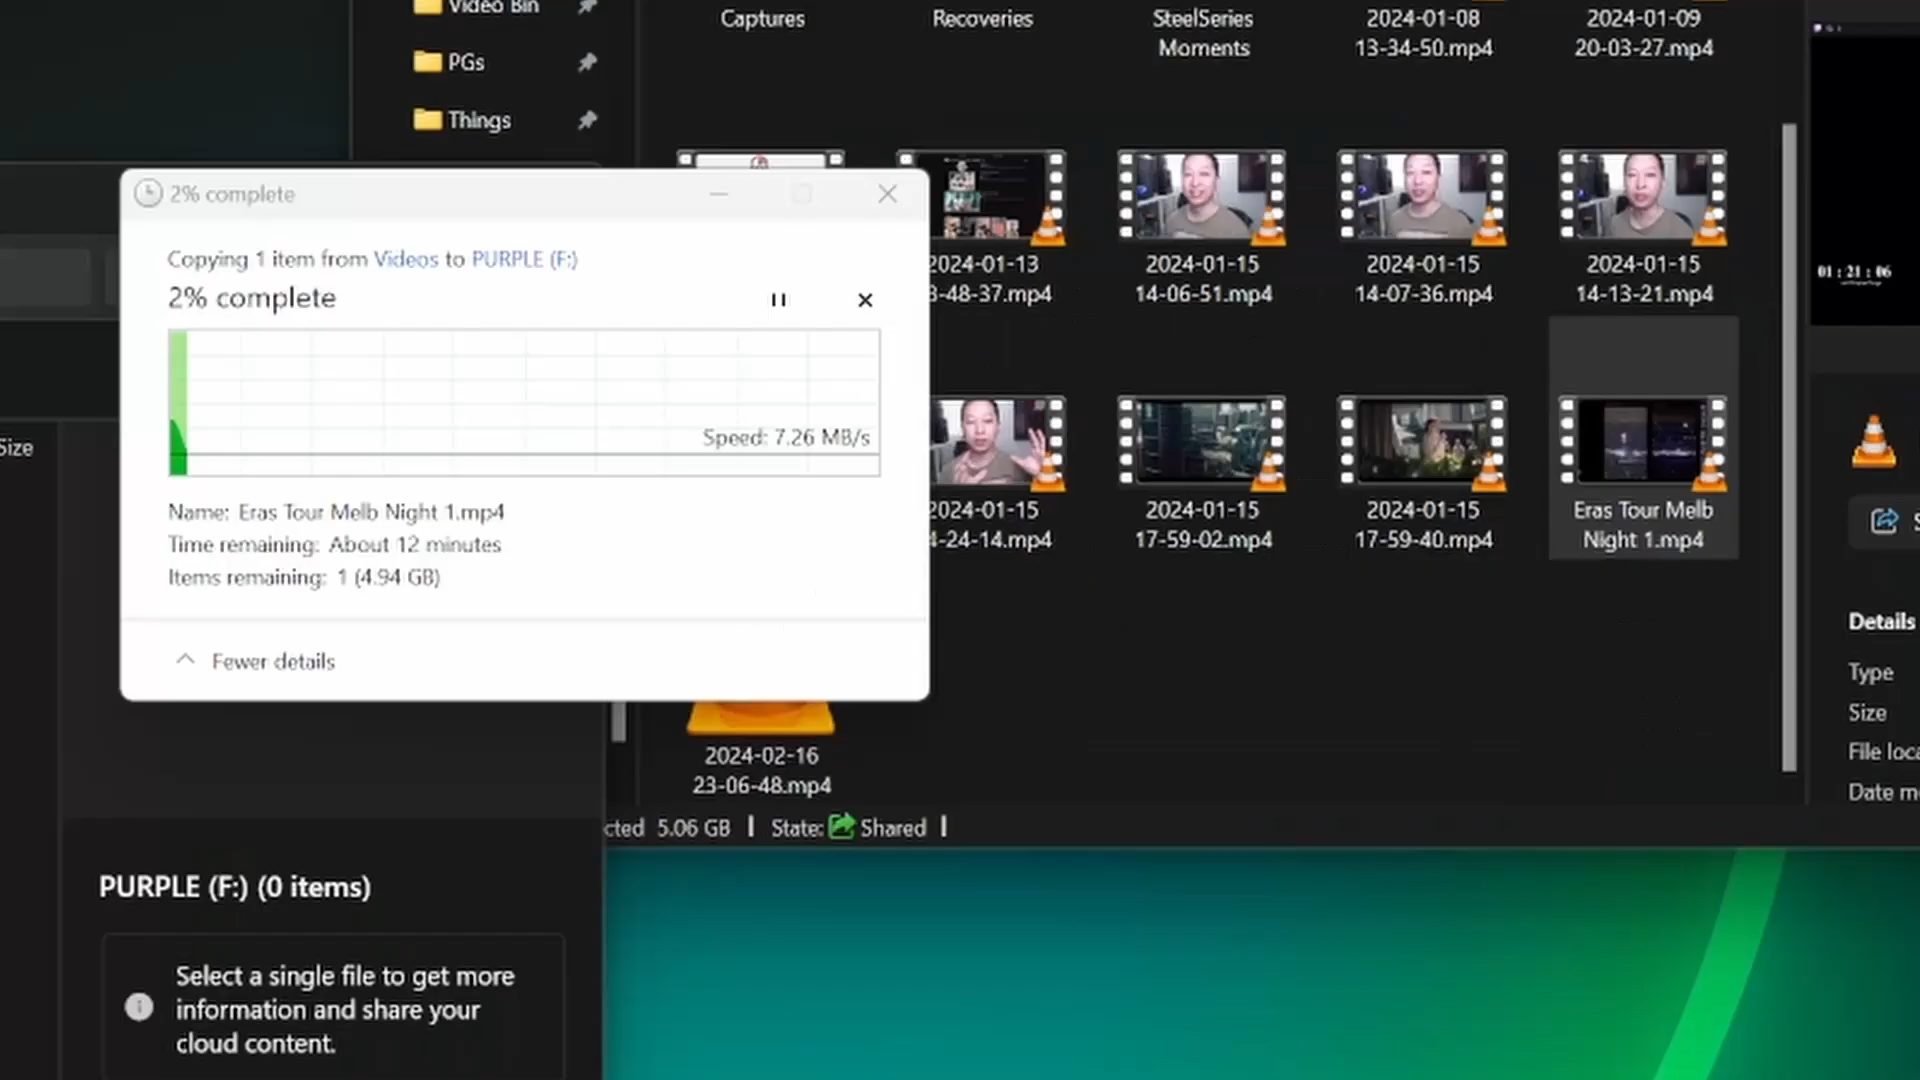 Video Bin
PGs
Things
Captures
Recoveries
SteelSeries
Moments
2024-01-08
13-34-50.mp4
2024-01-09
20-03-27.mp4
2% complete
Copying 1 item from Videos to PURPLE (F:)
2% complete
Speed: 7.26 MB/s
Name: Eras Tour Melb Night 1.mp4
Time remaining: About 12 minutes
Items remaining: 1 (4.94 GB)
Fewer details
2024-01-13
8-48-37.mp4
2024-01-15
14-06-51.mp4
2024-01-15
14-07-36.mp4
2024-01-15
14-13-21.mp4
2024-01-15
4-24-14.mp4
2024-01-15
17-59-02.mp4
2024-01-15
17-59-40.mp4
Eras Tour Melb
Night 1.mp4
2024-02-16
23-06-48.mp4
cted 5.06 GB | State: Shared |
Size
PURPLE (F:) (0 items)
Select a single file to get more
information and share your
cloud content.
01 : 21 : 06
S
Details
Type
Size
File loca
Date m